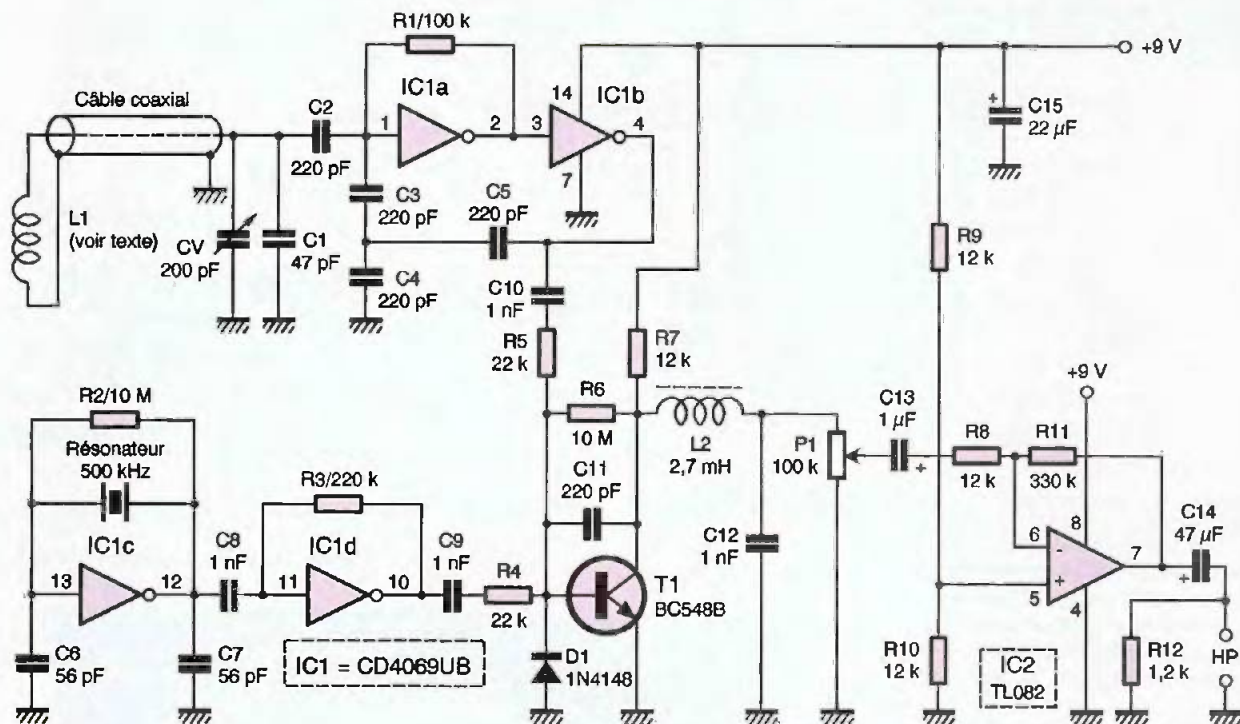 R1/100 k
+9 V
IC1a
14
IC1b
C15
22 µF
+
Câble coaxial
C2
220 pF
1
2
3
4
7
L1
(voir texte)
CV
200 pF
C1
47 pF
C3
220 pF
C5
220 pF
C4
220 pF
C10
1 nF
R5
22 k
R7
12 k
R9
12 k
R2/10 M
Résonateur
500 kHz
R6
10 M
L2
2,7 mH
P1
100 k
C13
1 µF
+
R8
12 k
R11
330 k
+9 V
R3/220 k
C11
220 pF
C12
1 nF
IC1c
13
12
C8
1 nF
IC1d
11
10
C9
1 nF
R4
22 k
T1
BC548B
6
-
5
+
8
7
4
C14
47 µF
+
C6
56 pF
C7
56 pF
IC1 = CD4069UB
D1
1N4148
R10
12 k
IC2
TL082
R12
1,2 k
HP